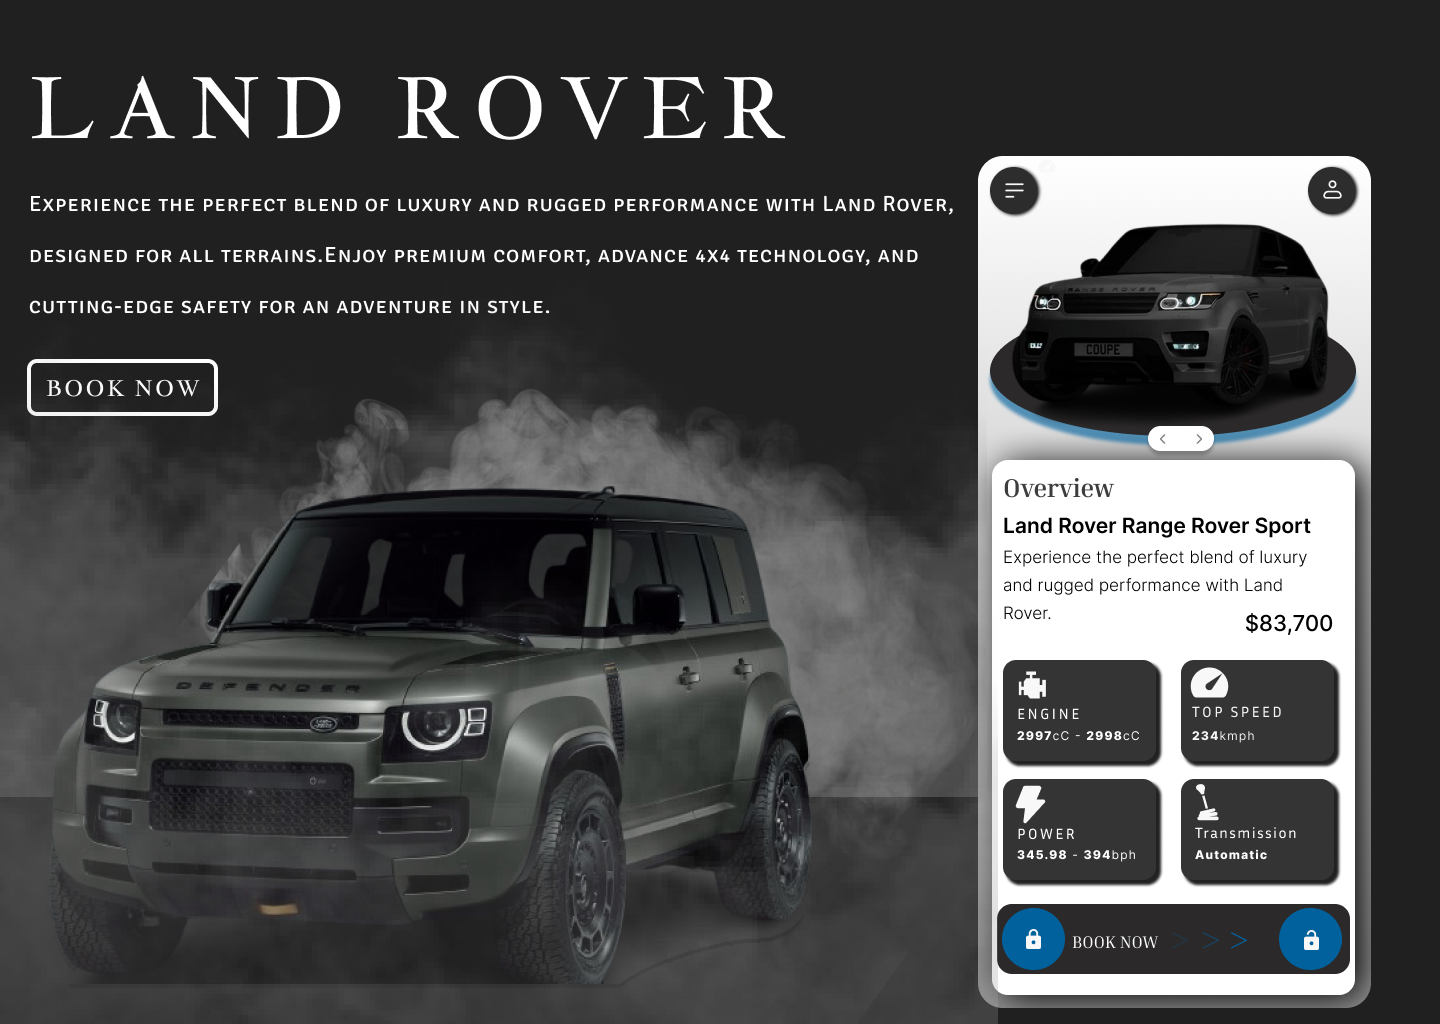 LAND ROVER
Experience the perfect blend of luxury and rugged performance with Land Rover,
designed for all terrains.Enjoy premium comfort, advance 4x4 technology, and
cutting-edge safety for an adventure in style.
BOOK NOW
DEFENDER
RANGE ROVER
COUPE
Overview
Land Rover Range Rover Sport
Experience the perfect blend of luxury
and rugged performance with Land
Rover.
$83,700
ENGINE
2997cC - 2998cC
TOP SPEED
234kmph
POWER
345.98 - 394bph
Transmission
Automatic
BOOK NOW > > >